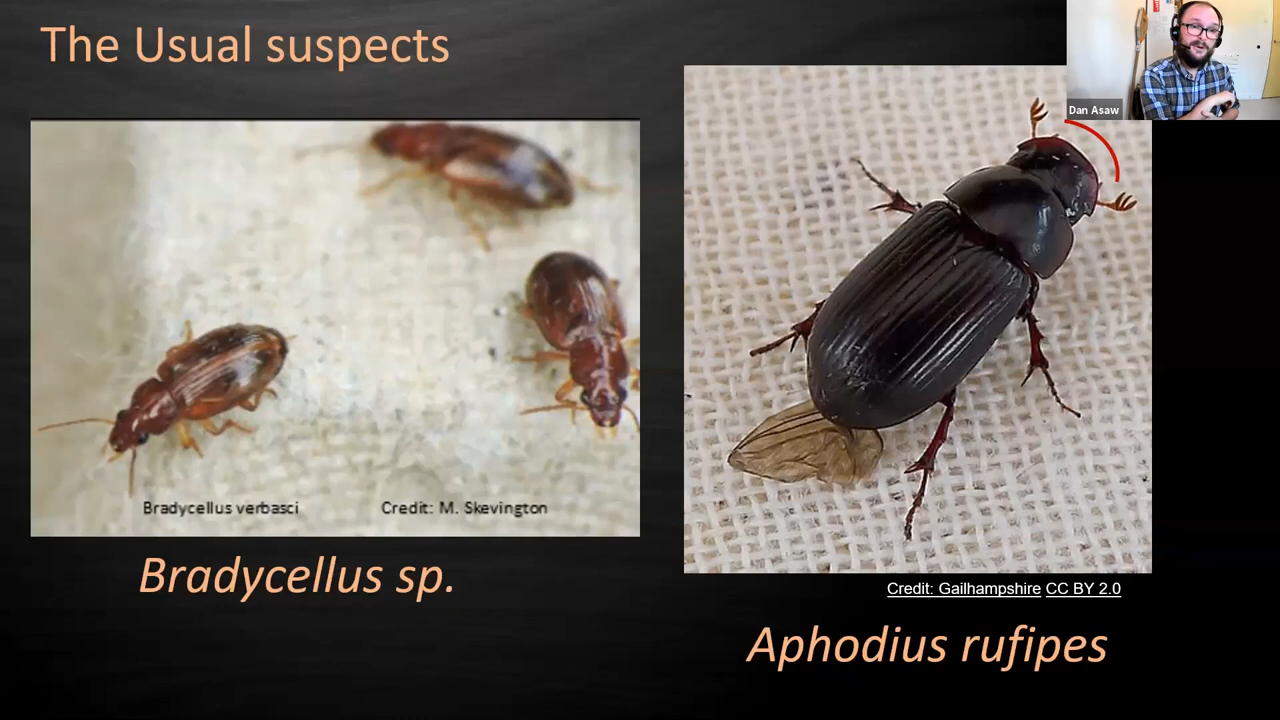 The Usual suspects
Dan Asaw
Bradycellus verbasci Credit: M. Skevington
Bradycellus sp.
Credit: Gailhampshire CC BY 2.0
Aphodius rufipes